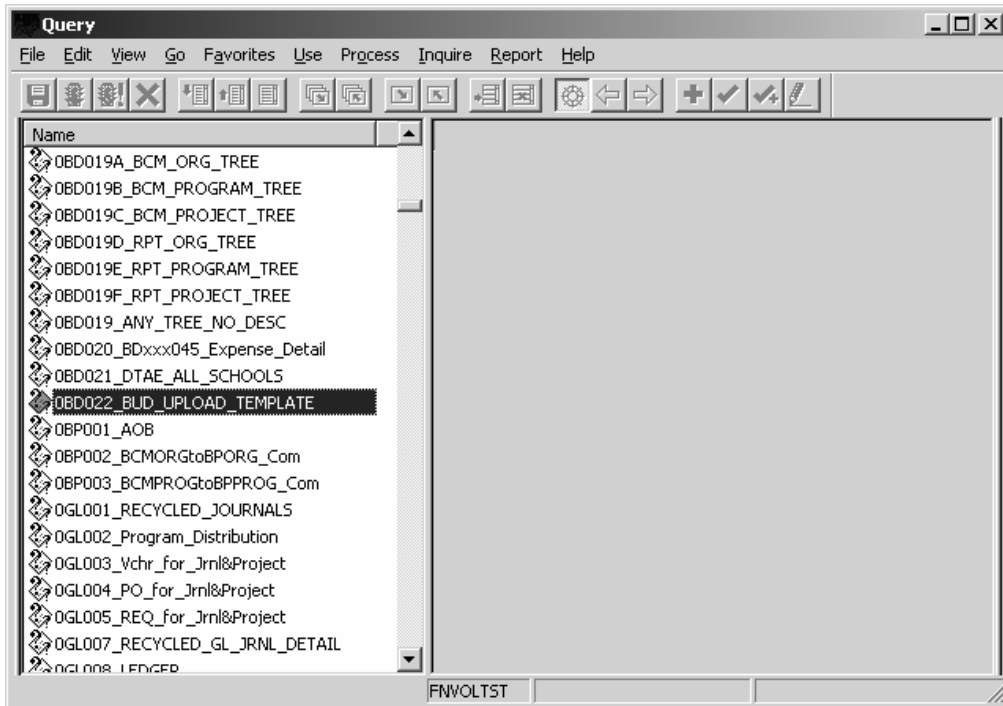 Query
File Edit View Go Favorites Use Process Inquire Report Help
Name
0BD019A_BCM_ORG_TREE
0BD019B_BCM_PROGRAM_TREE
0BD019C_BCM_PROJECT_TREE
0BD019D_RPT_ORG_TREE
0BD019E_RPT_PROGRAM_TREE
0BD019F_RPT_PROJECT_TREE
0BD019_ANY_TREE_NO_DESC
0BD020_BDxxx045_Expense_Detail
0BD021_DTAE_ALL_SCHOOLS
0BD022_BUD_UPLOAD_TEMPLATE
0BP001_AOB
0BP002_BCMORGtoBPORG_Com
0BP003_BCMPROGtoBPPROG_Com
0GL001_RECYCLED_JOURNALS
0GL002_Program_Distribution
0GL003_Vchr_for_Jrnl&Project
0GL004_PO_for_Jrnl&Project
0GL005_REQ_for_Jrnl&Project
0GL007_RECYCLED_GL_JRNL_DETAIL
0GL008_LEDGER
FNVOLTST